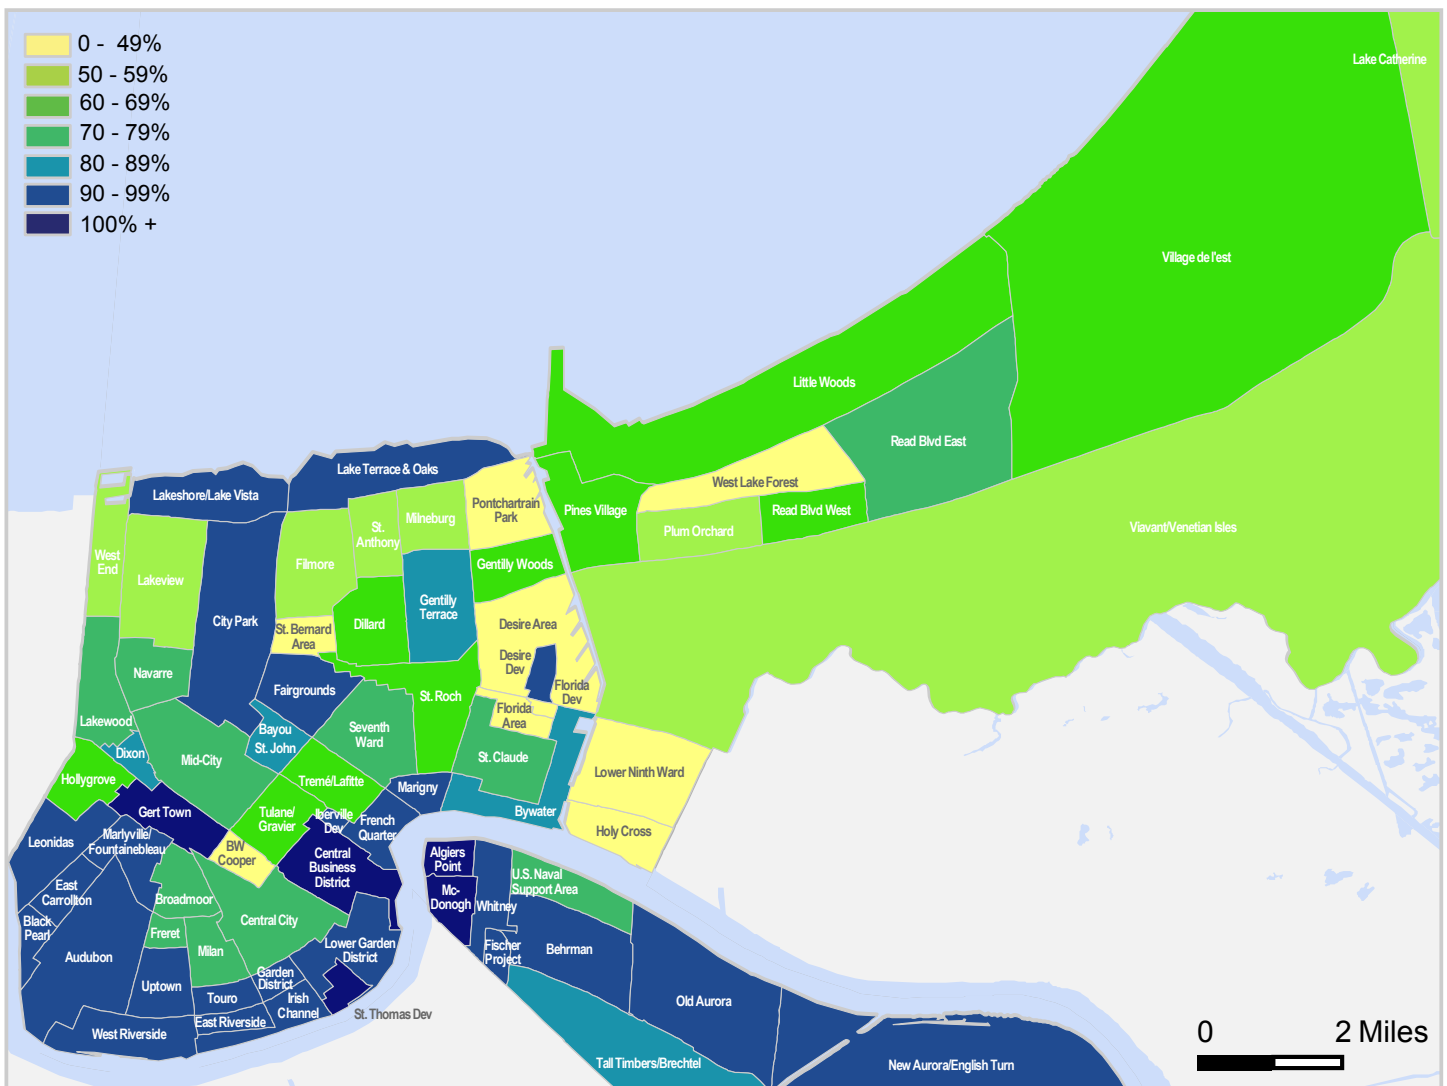 0 - 49%
50 - 59%
60 - 69%
70 - 79%
80 - 89%
90 - 99%
100% +
Lake Catherine
Village de l'est
Little Woods
Read Blvd East
Lake Terrace & Oaks
Lakeshore/Lake Vista
West Lake Forest
Pontchartrain
Park
Pines Village
Read Blvd West
Plum Orchard
Viavant/Venetian Isles
Milneburg
St.
Anthony
West
End
Lakeview
Filmore
Gentilly Woods
Gentilly
Terrace
City Park
Dillard
Desire Area
St. Bernard
Area
Desire
Dev
Navarre
Fairgrounds
St. Roch
Florida
Dev
Florida
Area
Lakewood
Bayou
St. John
Seventh
Ward
Dixon
Mid-City
St. Claude
Lower Ninth Ward
Hollygrove
Tremé/Lafitte
Marigny
Gert Town
Tulane/
Gravier
Iberville
Dev
French
Quarter
Bywater
Holy Cross
Leonidas
Marlyville/
Fountainebleau
BW
Cooper
Central
Business
District
Algiers
Point
U.S. Naval
Support Area
East
Carrollton
Broadmoor
Mc-
Donogh
Whitney
Black
Pearl
Freret
Central City
Milan
Lower Garden
District
Fischer
Project
Behrman
Audubon
Uptown
Garden
District
Touro
Irish
Channel
St. Thomas Dev
Old Aurora
East Riverside
West Riverside
Tall Timbers/Brechtel
New Aurora/English Turn
0 2 Miles